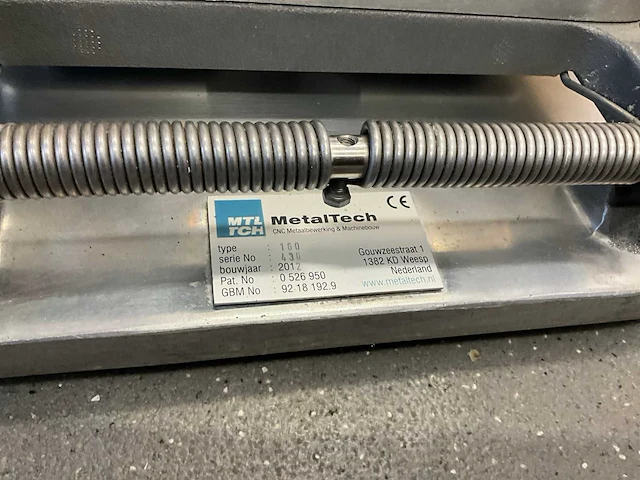 MTL
TCH
MetalTech
CE
CNC Metaalbewerking & Machinebouw
type : 160
serie No : 430
bouwjaar : 2012
Pat. No : 0 526 950
GBM No : 92 18 192.9
Gouwzeestraat 1
1382 KD Weesp
Nederland
www.metaltech.nl